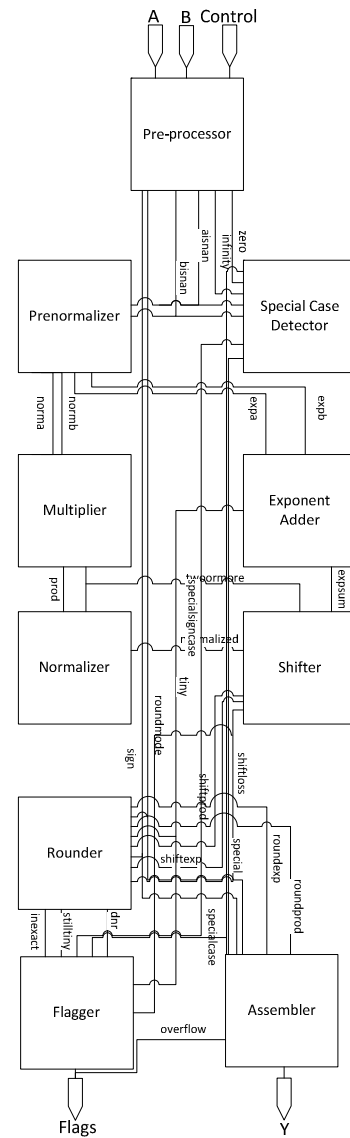 A
B
Control
Pre-processor
aisnan
bisnan
infinity
zero
Prenormalizer
Special Case
Detector
norma
normb
expa
expb
Multiplier
Exponent
Adder
prod
twoormore
expsum
specialsigncase
Normalizer
Shifter
tiny
roundmode
sign
shiftloss
shiftprod
Rounder
shiftexp
special
roundexp
roundprod
inexact
stilltiny
dnr
specialcase
Flagger
Assembler
overflow
Flags
Y